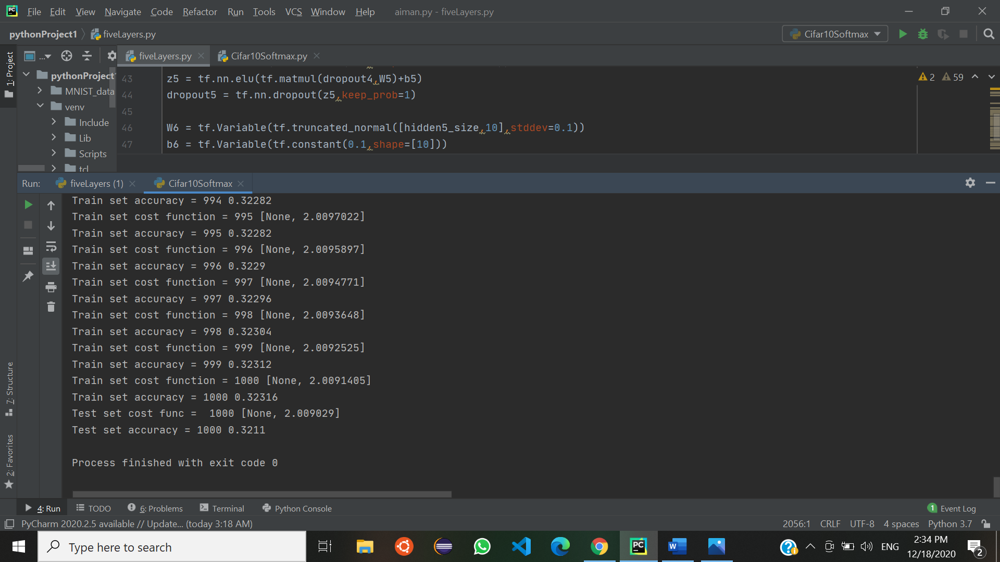 File Edit View Navigate Code Refactor Run Tools VCS Window Help aiman.py - fiveLayers.py
pythonProject1 fiveLayers.py Cifar10Softmax
1: Project ... fiveLayers.py Cifar10Softmax.py
pythonProject1
MNIST_data
venv
Include
Lib
Scripts
tcl
43 z5 = tf.nn.elu(tf.matmul(dropout4,W5)+b5)
44 dropout5 = tf.nn.dropout(z5,keep_prob=1)
45
46 W6 = tf.Variable(tf.truncated_normal([hidden5_size,10],stddev=0.1))
47 b6 = tf.Variable(tf.constant(0.1,shape=[10]))
2 59
Run: fiveLayers (1) Cifar10Softmax
Train set accuracy = 994 0.32282
Train set cost function = 995 [None, 2.0097022]
Train set accuracy = 995 0.32282
Train set cost function = 996 [None, 2.0095897]
Train set accuracy = 996 0.3229
Train set cost function = 997 [None, 2.0094771]
Train set accuracy = 997 0.32296
Train set cost function = 998 [None, 2.0093648]
Train set accuracy = 998 0.32304
Train set cost function = 999 [None, 2.0092525]
Train set accuracy = 999 0.32312
Train set cost function = 1000 [None, 2.0091405]
Train set accuracy = 1000 0.32316
Test set cost func =  1000 [None, 2.009029]
Test set accuracy = 1000 0.3211
Process finished with exit code 0
7: Structure
2: Favorites
4: Run TODO 6: Problems Terminal Python Console 1 Event Log
PyCharm 2020.2.5 available // Update... (today 3:18 AM) 2056:1 CRLF UTF-8 4 spaces Python 3.7
Type here to search ENG 2:34 PM
12/18/2020 2